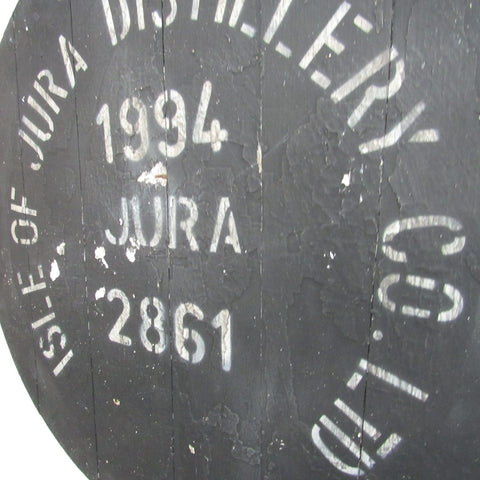 ISLE OF JURA DISTILLERY CO. LTD
1994
JURA
2861